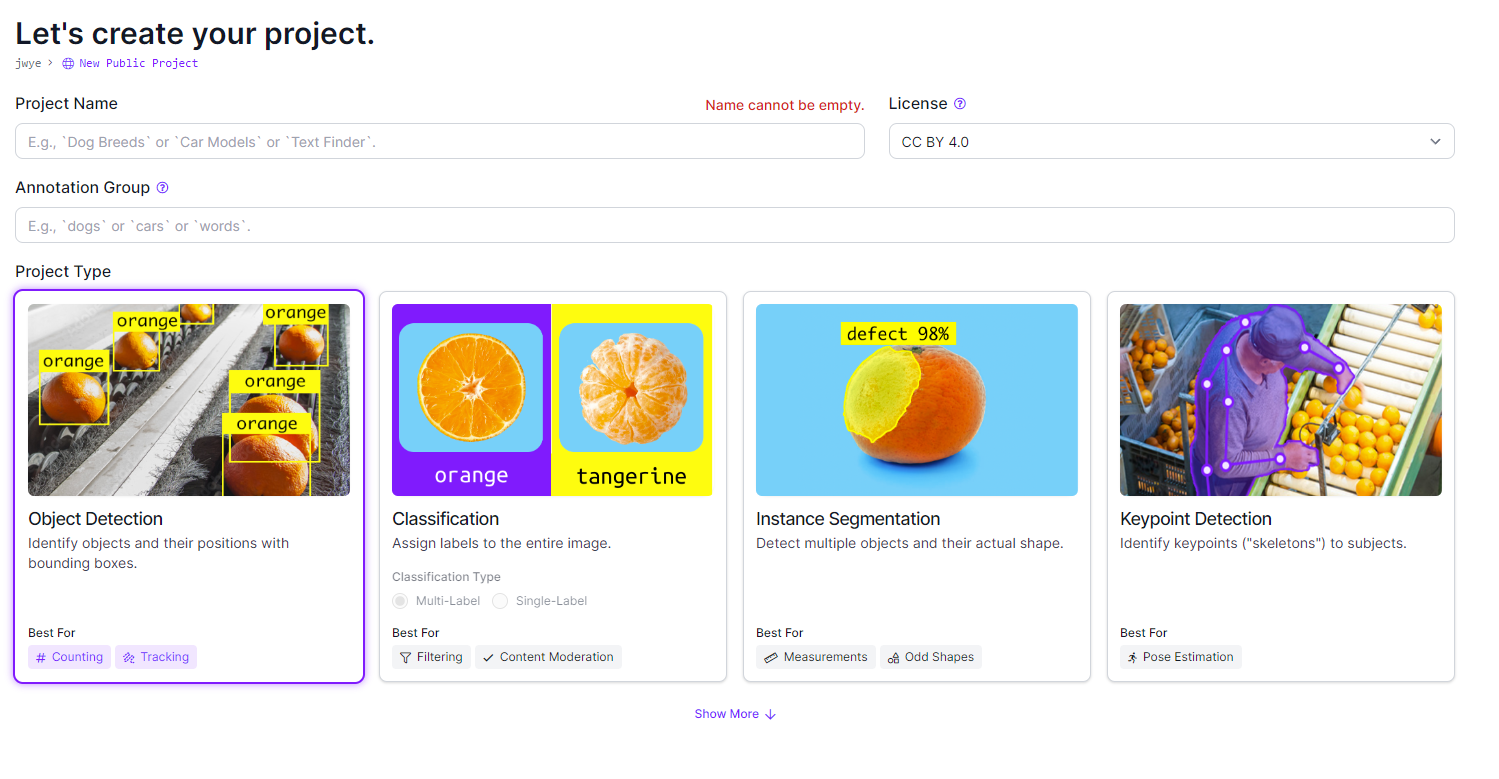 Let's create your project.
jwye > New Public Project
Project Name
Name cannot be empty.
License
E.g., `Dog Breeds` or `Car Models` or `Text Finder`.
CC BY 4.0
Annotation Group
E.g., `dogs` or `cars` or `words`.
Project Type
orange
orange
orange
orange
orange
Object Detection
Identify objects and their positions with
bounding boxes.
Best For
# Counting
Tracking
orange
tangerine
Classification
Assign labels to the entire image.
Classification Type
Multi-Label
Single-Label
Best For
Filtering
Content Moderation
defect 98%
Instance Segmentation
Detect multiple objects and their actual shape.
Best For
Measurements
Odd Shapes
Keypoint Detection
Identify keypoints ("skeletons") to subjects.
Best For
Pose Estimation
Show More ↓